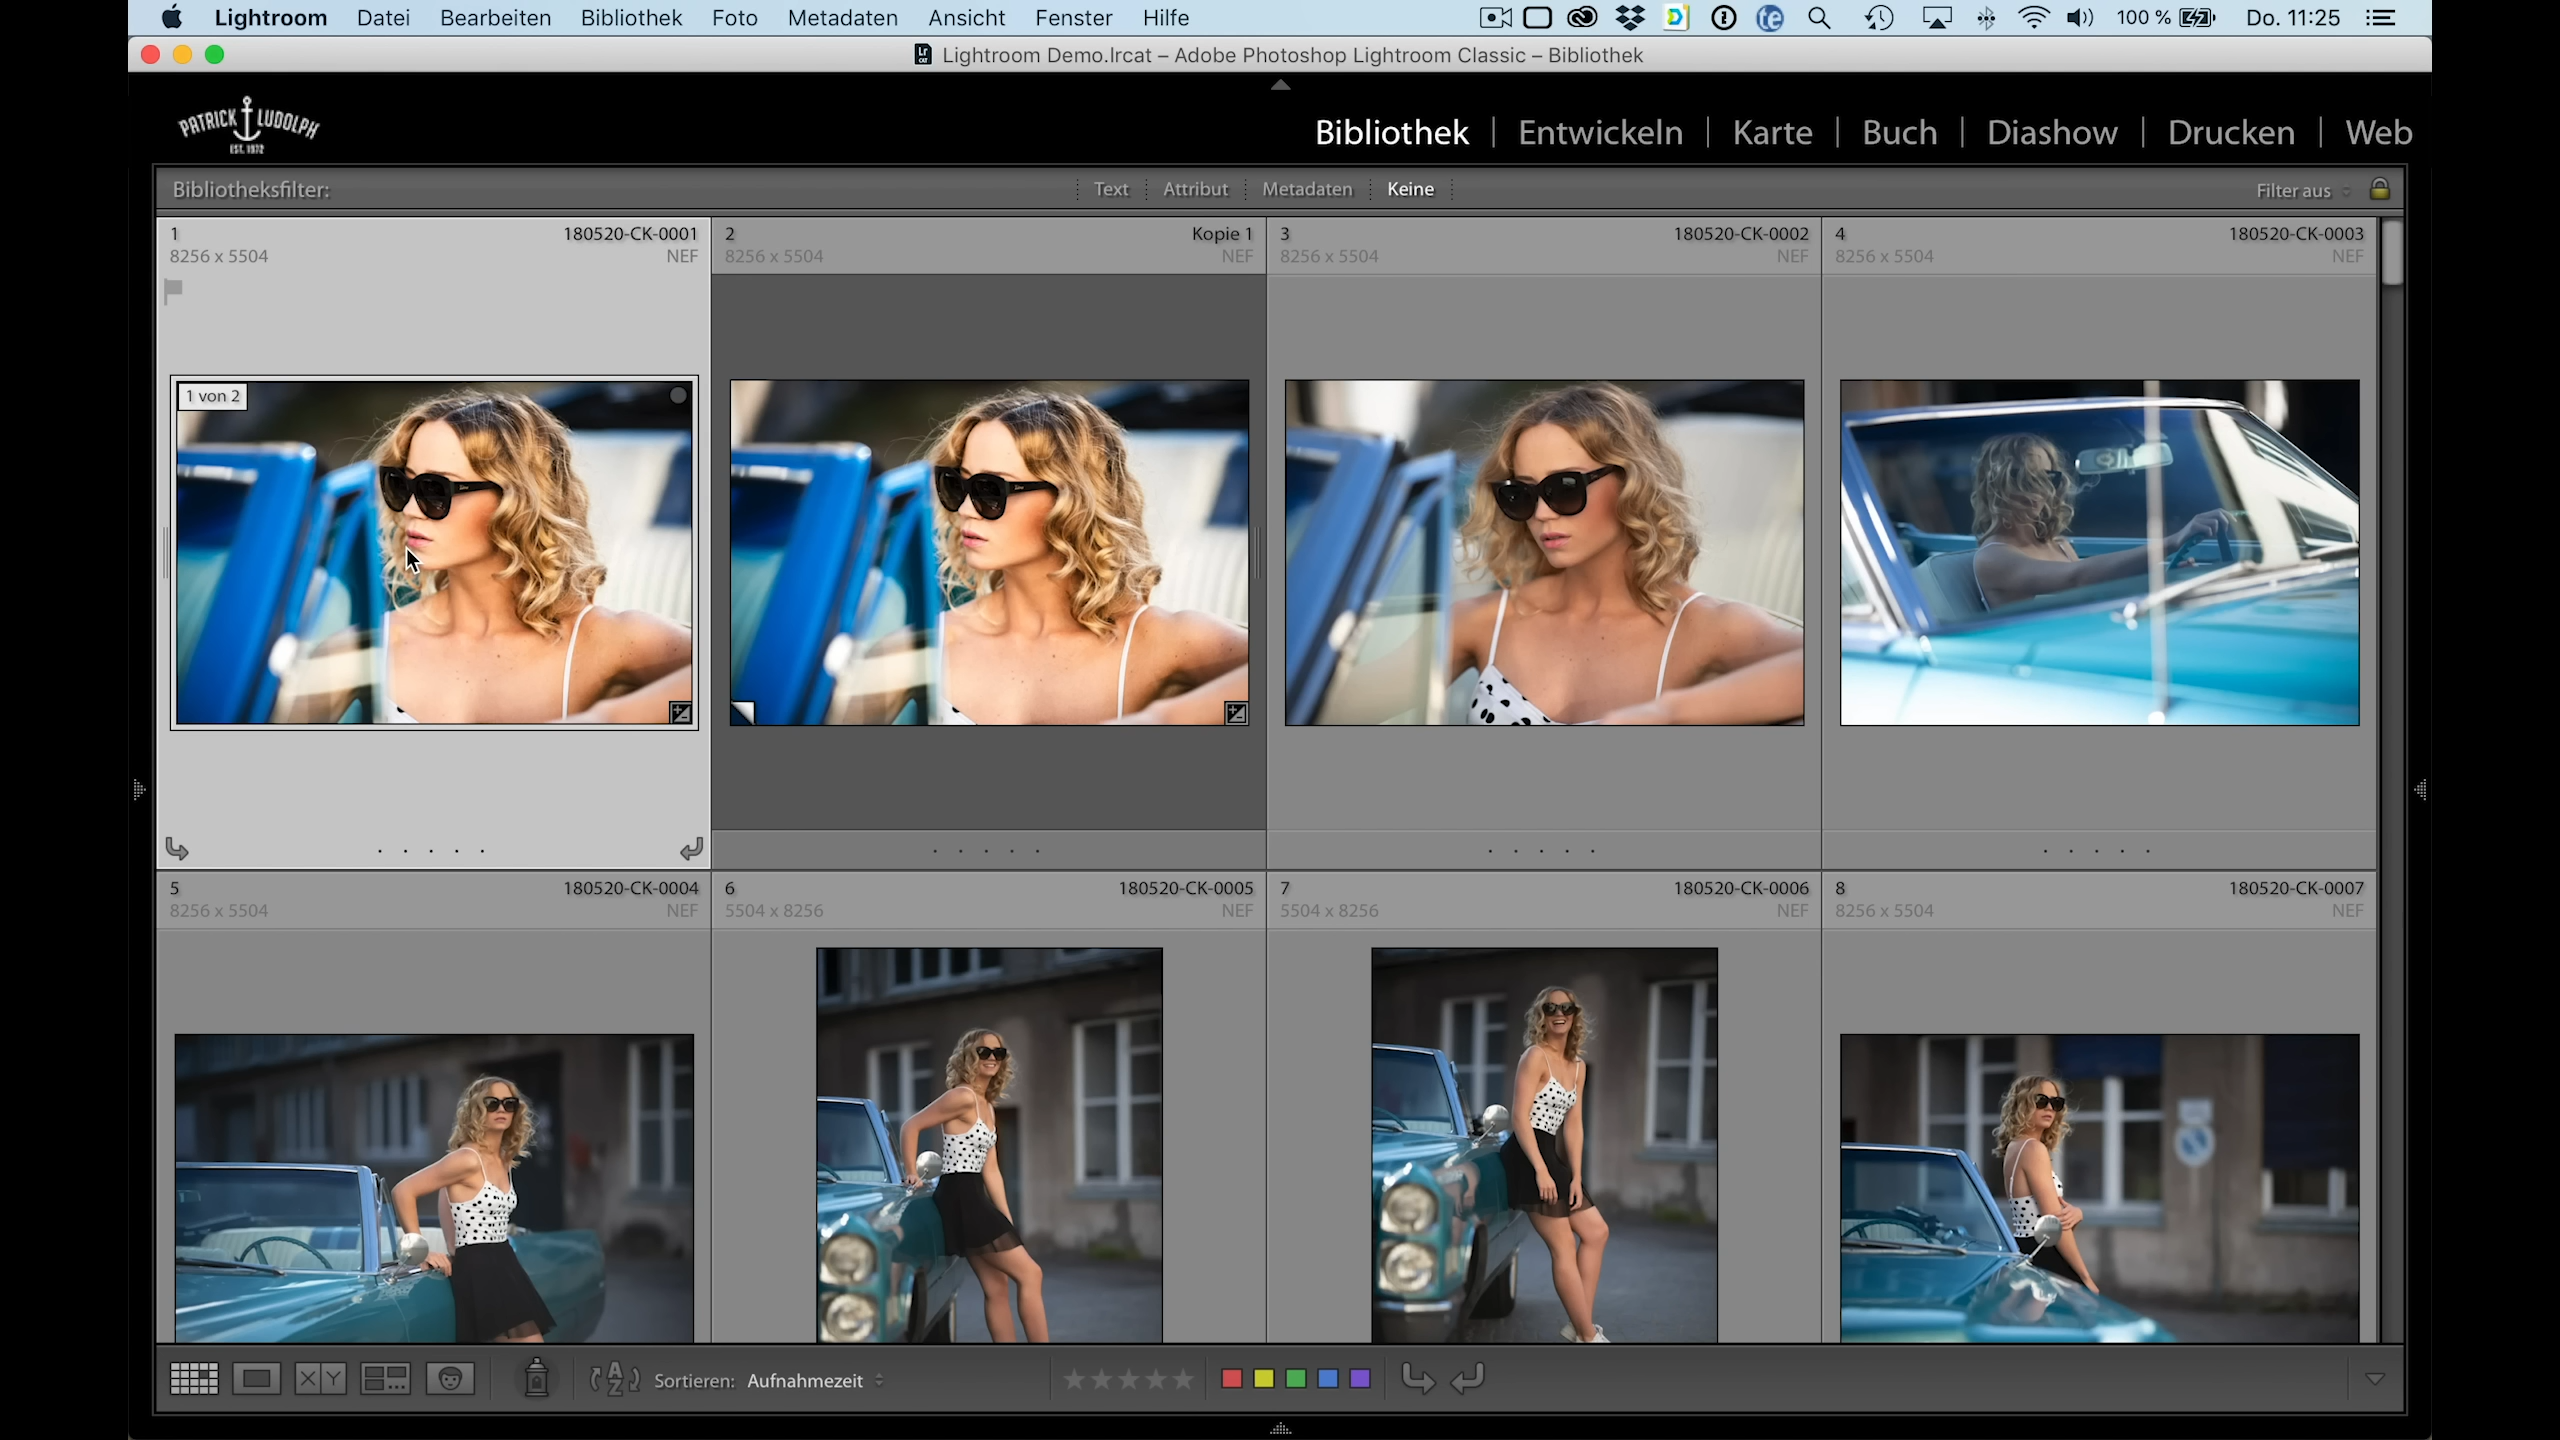 Lightroom Datei Bearbeiten Bibliothek Foto Metadaten Ansicht Fenster Hilfe 100 % Do. 11:25
Lightroom Demo.lrcat – Adobe Photoshop Lightroom Classic – Bibliothek
PATRICK LUDOLPH
EST. 1972
Bibliothek | Entwickeln | Karte | Buch | Diashow | Drucken | Web
Bibliotheksfilter: Text Attribut Metadaten Keine Filter aus
1 180520-CK-0001 2 Kopie 1 3 180520-CK-0002 4 180520-CK-0003
8256 x 5504 NEF 8256 x 5504 NEF 8256 x 5504 NEF 8256 x 5504 NEF
1 von 2
5 180520-CK-0004 6 180520-CK-0005 7 180520-CK-0006 8 180520-CK-0007
8256 x 5504 NEF 5504 x 8256 NEF 5504 x 8256 NEF 8256 x 5504 NEF
X Y A Z Sortieren: Aufnahmezeit